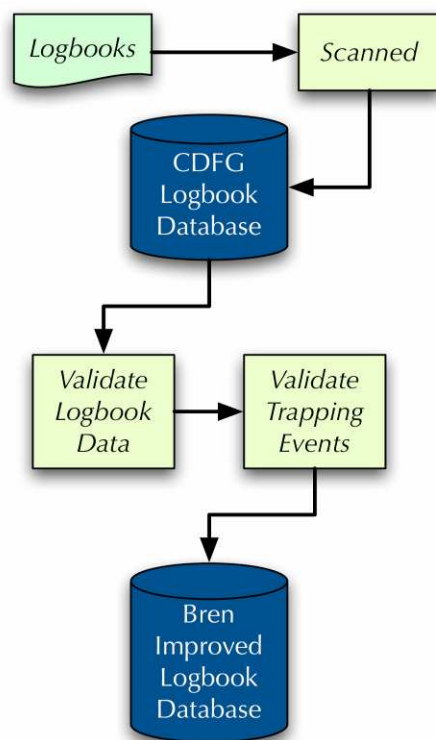 Logbooks
Scanned
CDFG
Logbook
Database
Validate
Logbook
Data
Validate
Trapping
Events
Bren
Improved
Logbook
Database